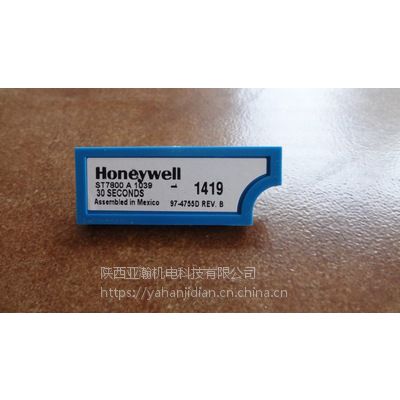 Honeywell
ST7800 A 1039 1419
30 SECONDS
Assembled in Mexico 97-4755D REV. B
陕西亚瀚机电科技有限公司
https://yahanjidian.cn.china.cn